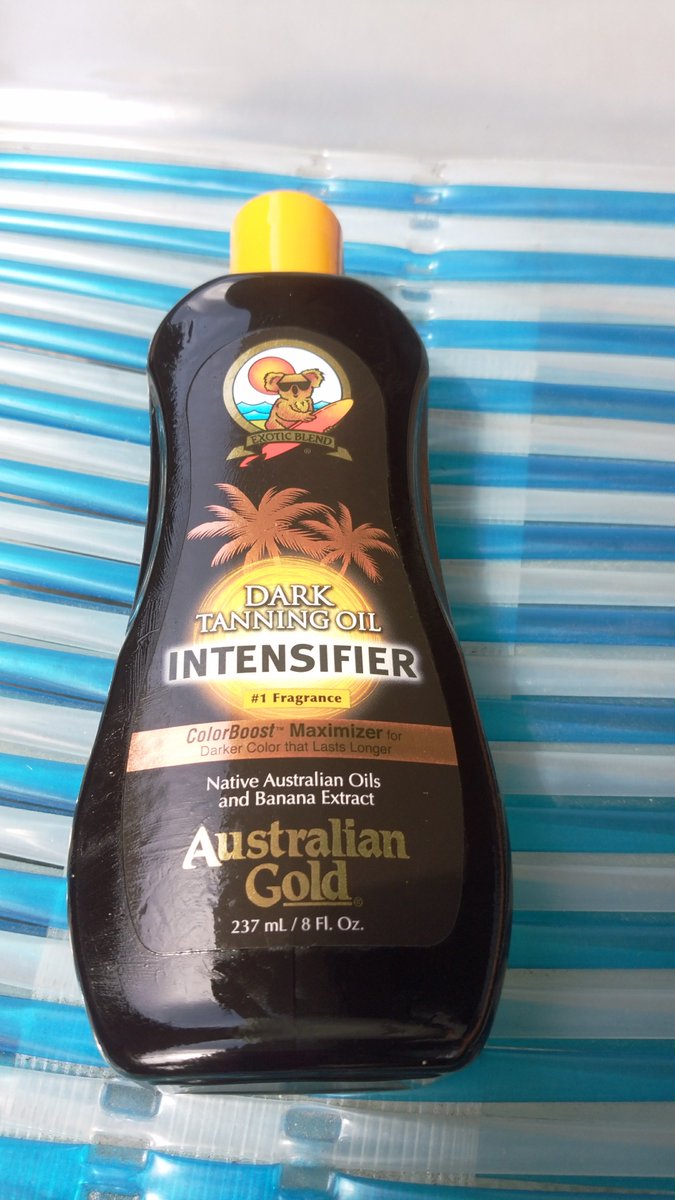 EXOTIC BLEND
®
DARK
TANNING OIL
INTENSIFIER
#1 Fragrance
ColorBoost™ Maximizer for
Darker Color that Lasts Longer
Native Australian Oils
and Banana Extract
Australian
Gold®
237 mL / 8 Fl. Oz.